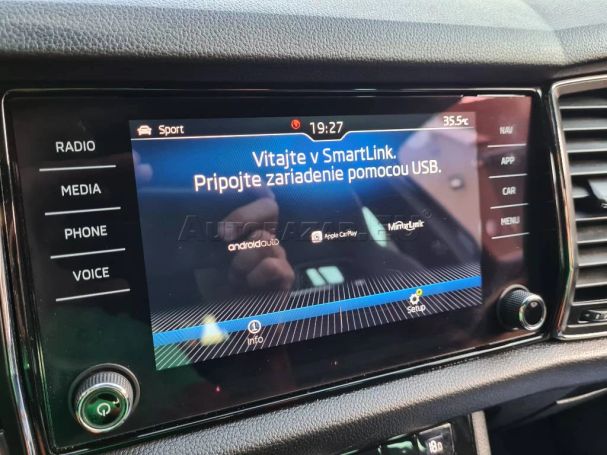 Sport 19:27 35.5°C
RADIO
MEDIA
PHONE
VOICE
Vitajte v SmartLink.
Pripojte zariadenie pomocou USB.
androidauto Apple CarPlay MirrorLink
AUTOBAZAR.EU®
Info Setup
NAV
APP
CAR
MENU